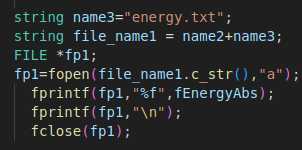 string name3="energy.txt";
string file_name1 = name2+name3;
FILE *fp1;
fp1=fopen(file_name1.c_str(),"a");
fprintf(fp1,"%f",fEnergyAbs);
fprintf(fp1,"\n");
fclose(fp1);